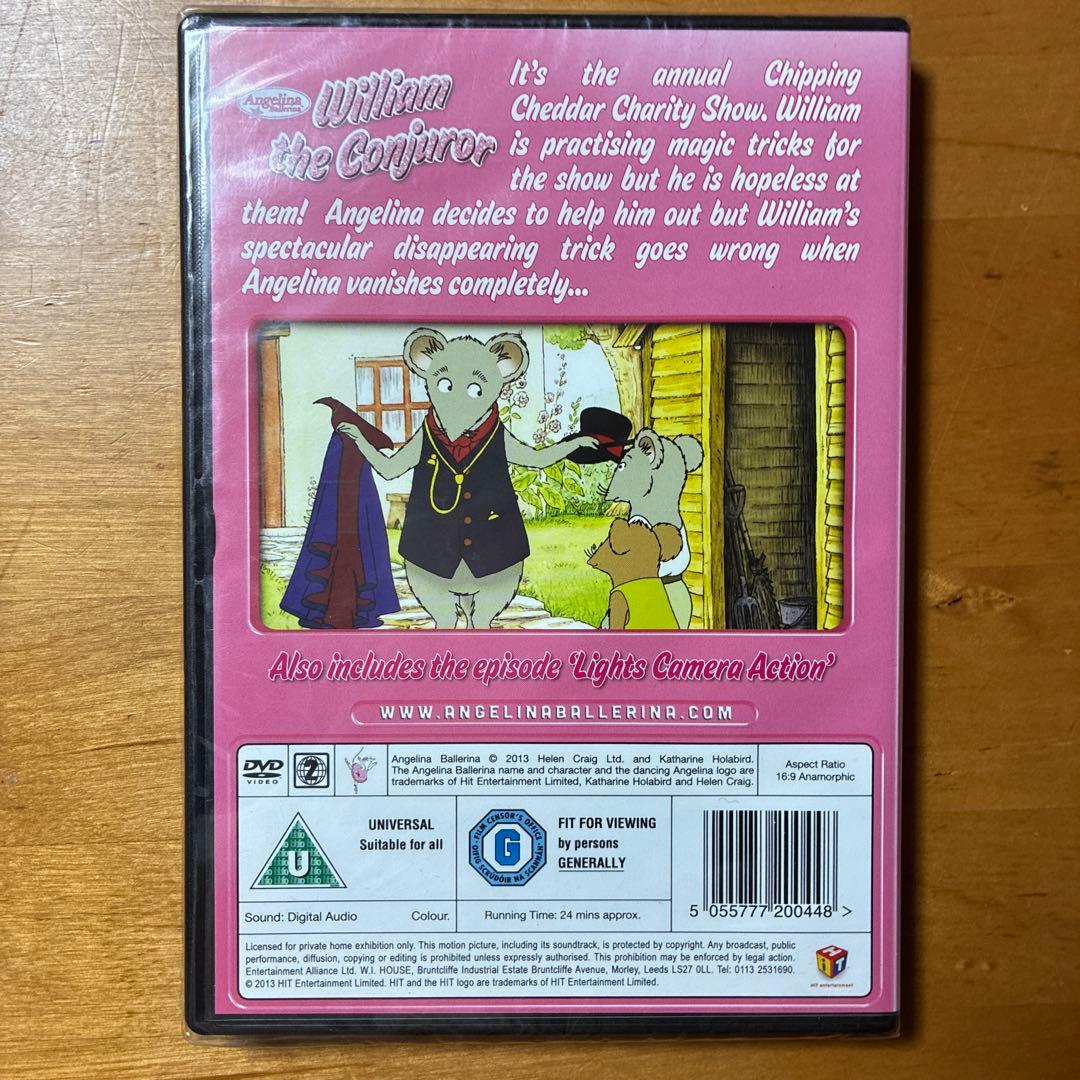 Angelina
Ballerina
William
the Conjuror
It's the annual Chipping
Cheddar Charity Show. William
is practising magic tricks for
the show but he is hopeless at
them! Angelina decides to help him out but William's
spectacular disappearing trick goes wrong when
Angelina vanishes completely...
Also includes the episode 'Lights Camera Action'
WWW.ANGELINABALLERINA.COM
DVD
VIDEO
2
Angelina Ballerina © 2013 Helen Craig Ltd. and Katharine Holabird.
The Angelina Ballerina name and character and the dancing Angelina logo are
trademarks of Hit Entertainment Limited, Katharine Holabird and Helen Craig.
Aspect Ratio
16:9 Anamorphic
U
UNIVERSAL
Suitable for all
FILM CENSOR'S OFFICE
OIFIG SCRÚDÓIR NA SCANNÁN
G
FIT FOR VIEWING
by persons
GENERALLY
Sound: Digital Audio
Colour.
Running Time: 24 mins approx.
5 055777 200448 >
Licensed for private home exhibition only. This motion picture, including its soundtrack, is protected by copyright. Any broadcast, public
performance, diffusion, copying or editing is prohibited unless expressly authorised. This prohibition may be enforced by legal action.
Entertainment Alliance Ltd. W.I. HOUSE, Bruntcliffe Industrial Estate Bruntcliffe Avenue, Morley, Leeds LS27 0LL. Tel: 0113 2531690.
© 2013 HIT Entertainment Limited. HIT and the HIT logo are trademarks of HIT Entertainment Limited.
HiT
HIT entertainment